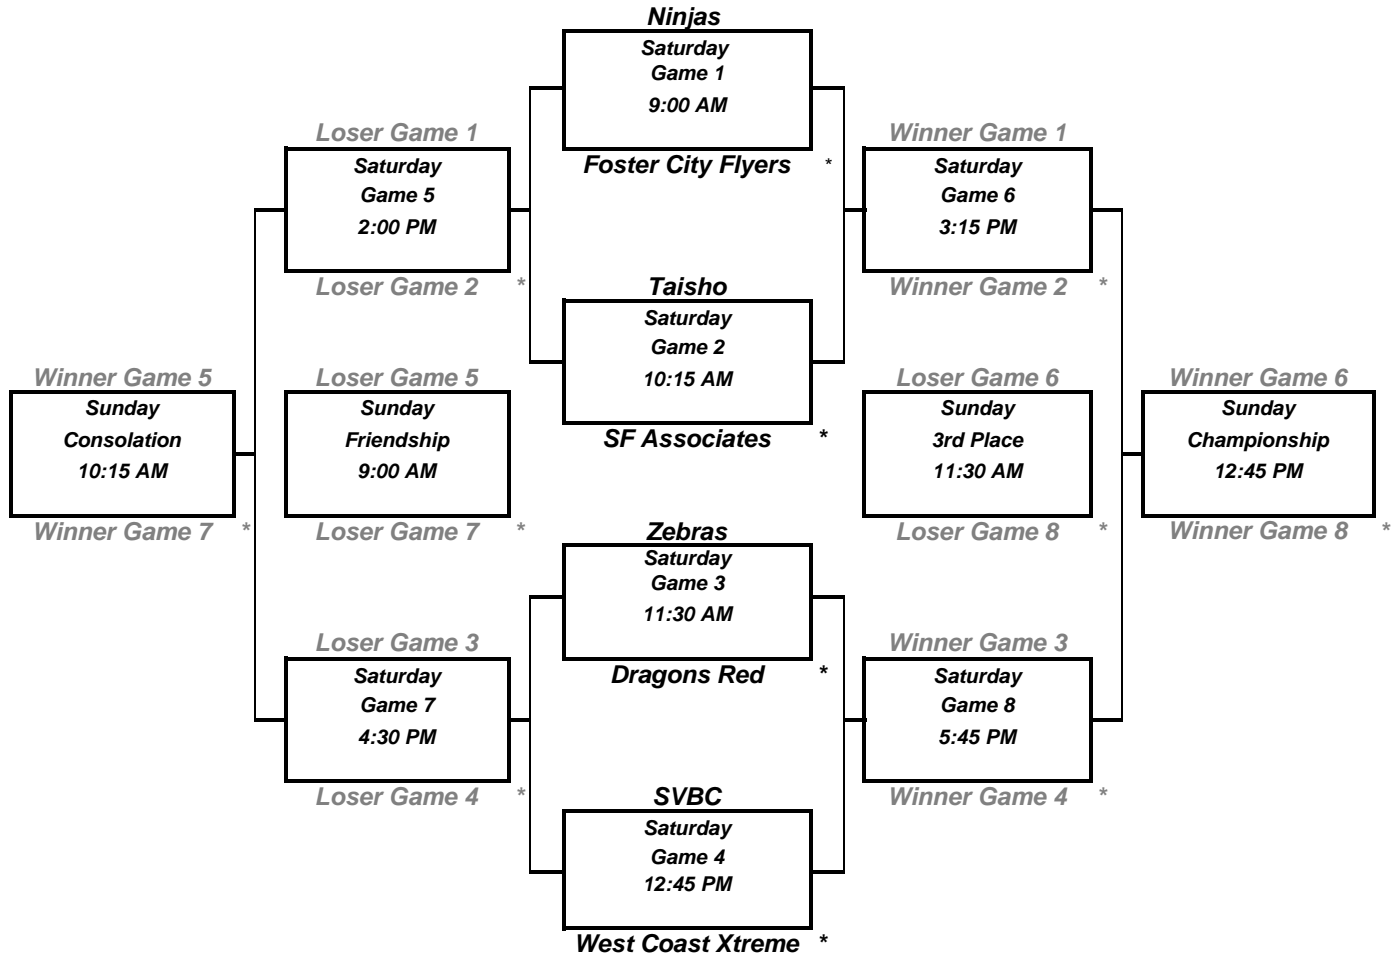 Ninjas
Saturday
Game 1
9:00 AM
Foster City Flyers *
Loser Game 1
Saturday
Game 5
2:00 PM
Loser Game 2 *
Winner Game 1
Saturday
Game 6
3:15 PM
Winner Game 2 *
Taisho
Saturday
Game 2
10:15 AM
SF Associates *
Winner Game 5
Sunday
Consolation
10:15 AM
Winner Game 7 *
Loser Game 5
Sunday
Friendship
9:00 AM
Loser Game 7 *
Loser Game 6
Sunday
3rd Place
11:30 AM
Loser Game 8 *
Winner Game 6
Sunday
Championship
12:45 PM
Winner Game 8 *
Zebras
Saturday
Game 3
11:30 AM
Dragons Red *
Loser Game 3
Saturday
Game 7
4:30 PM
Loser Game 4 *
Winner Game 3
Saturday
Game 8
5:45 PM
Winner Game 4 *
SVBC
Saturday
Game 4
12:45 PM
West Coast Xtreme *